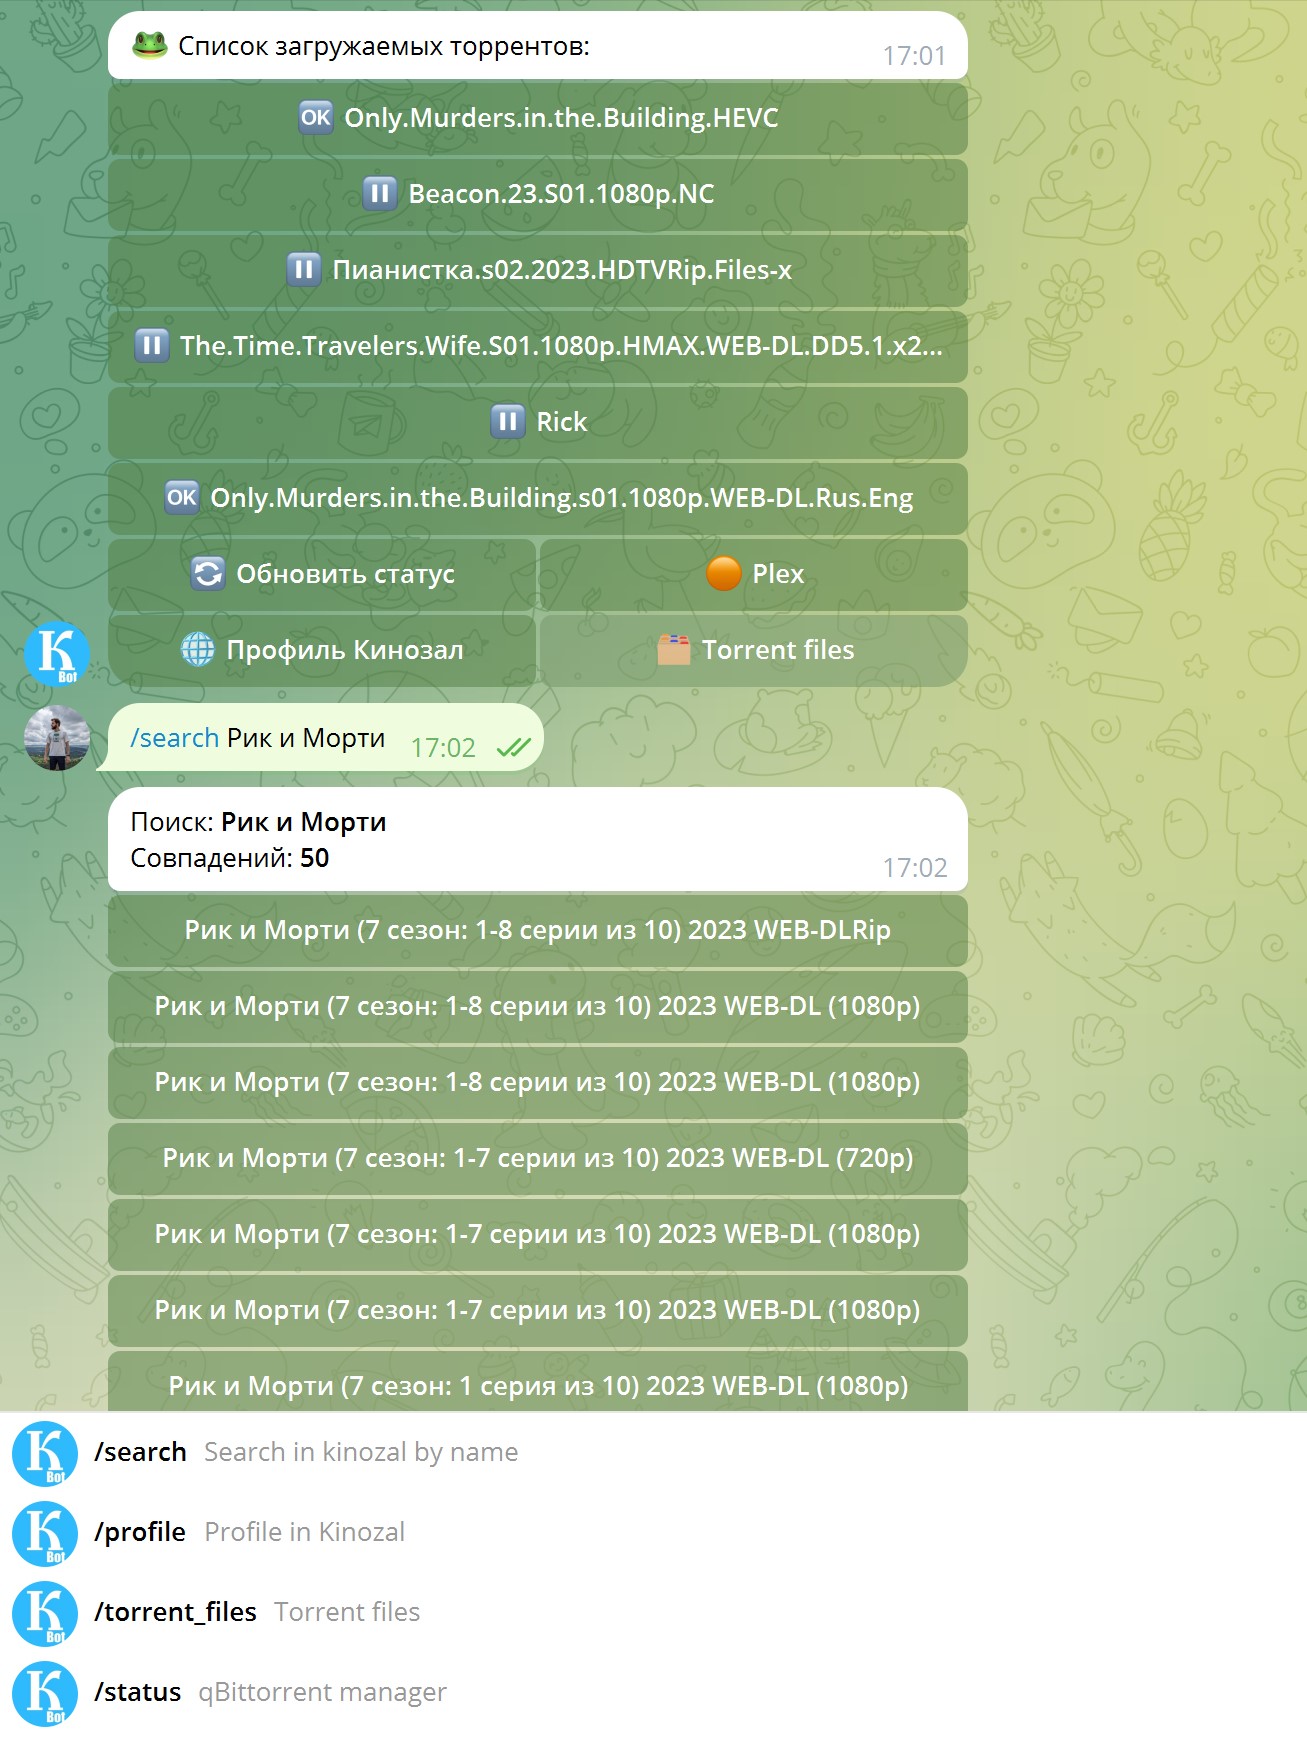 🐸 Список загружаемых торрентов:
17:01
🆗 Only.Murders.in.the.Building.HEVC
⏸ Beacon.23.S01.1080p.NC
⏸ Пианистка.s02.2023.HDTVRip.Files-x
⏸ The.Time.Travelers.Wife.S01.1080p.HMAX.WEB-DL.DD5.1.x2...
⏸ Rick
🆗 Only.Murders.in.the.Building.s01.1080p.WEB-DL.Rus.Eng
🔄 Обновить статус
🟠 Plex
🌐 Профиль Кинозал
🗂 Torrent files
К Bot
/search Рик и Морти 17:02
Поиск: Рик и Морти
Совпадений: 50
17:02
Рик и Морти (7 сезон: 1-8 серии из 10) 2023 WEB-DLRip
Рик и Морти (7 сезон: 1-8 серии из 10) 2023 WEB-DL (1080p)
Рик и Морти (7 сезон: 1-8 серии из 10) 2023 WEB-DL (1080p)
Рик и Морти (7 сезон: 1-7 серии из 10) 2023 WEB-DL (720p)
Рик и Морти (7 сезон: 1-7 серии из 10) 2023 WEB-DL (1080p)
Рик и Морти (7 сезон: 1-7 серии из 10) 2023 WEB-DL (1080p)
Рик и Морти (7 сезон: 1 серия из 10) 2023 WEB-DL (1080p)
К Bot /search Search in kinozal by name
К Bot /profile Profile in Kinozal
К Bot /torrent_files Torrent files
К Bot /status qBittorrent manager